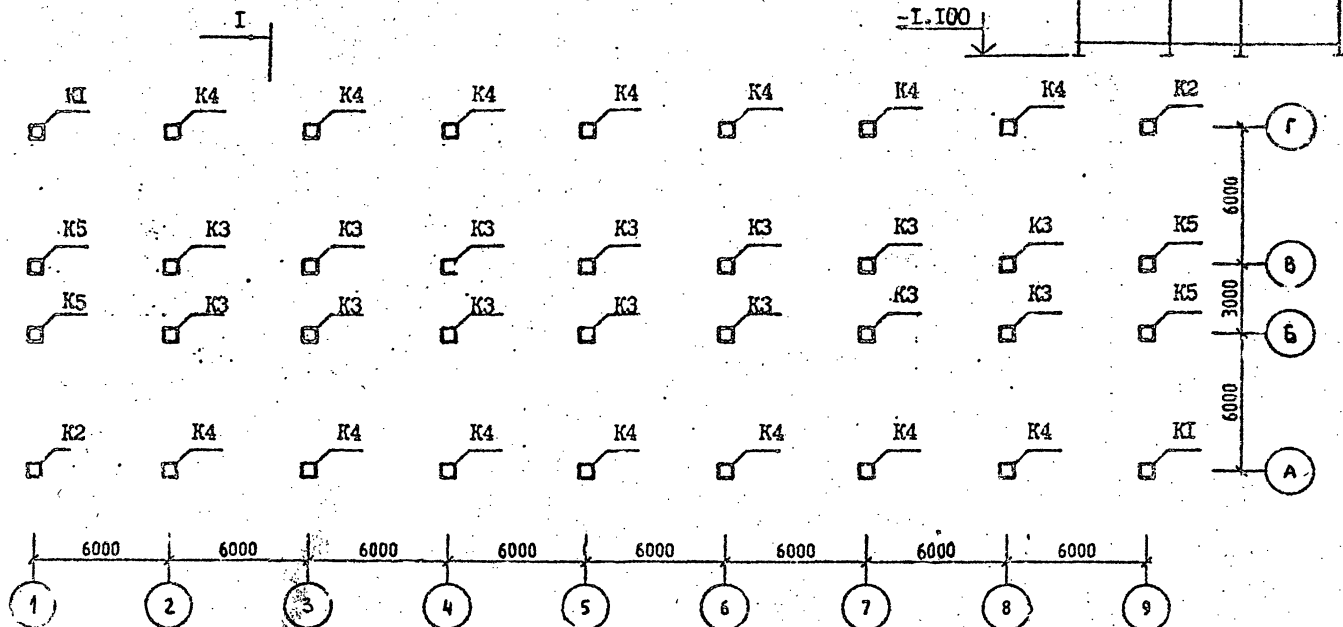 I
-I.I00
КI К4 К4 К4 К4 К4 К4 К4 К2
Г
6000
К5 К3 К3 К3 К3 К3 К3 К3 К5
В
3000
К5 К3 К3 К3 К3 К3 К3 К3 К5
Б
6000
К2 К4 К4 К4 К4 К4 К4 К4 КI
А
6000 6000 6000 6000 6000 6000 6000 6000
1 2 3 4 5 6 7 8 9